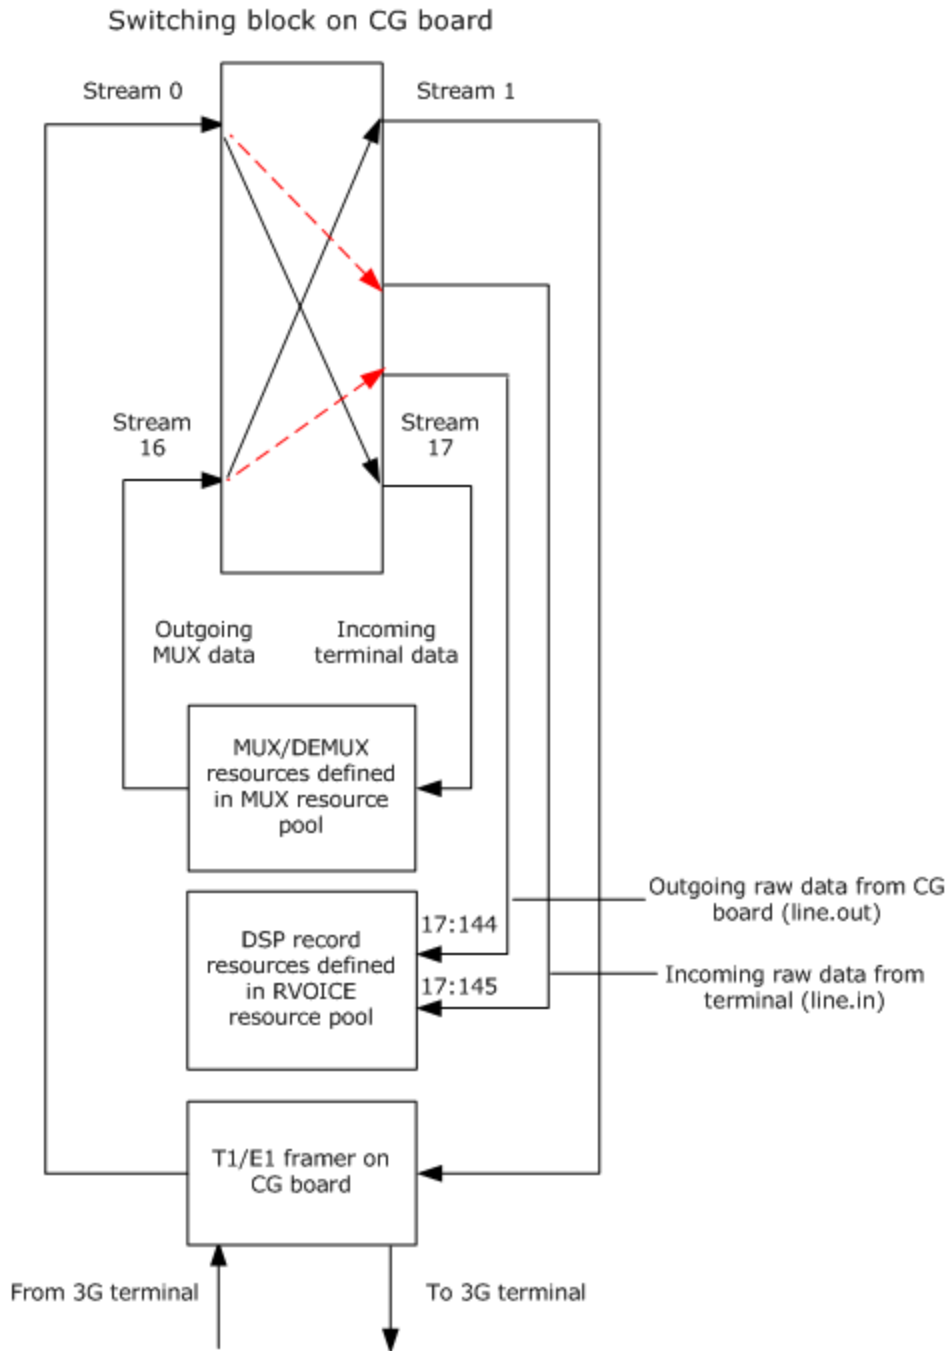 Switching block on CG board
Stream 0
Stream 1
Stream
16
Stream
17
Outgoing
MUX data
Incoming
terminal data
MUX/DEMUX
resources defined
in MUX resource
pool
Outgoing raw data from CG
board (line.out)
17:144
DSP record
resources defined
in RVOICE
resource pool
17:145
Incoming raw data from
terminal (line.in)
T1/E1 framer on
CG board
From 3G terminal
To 3G terminal